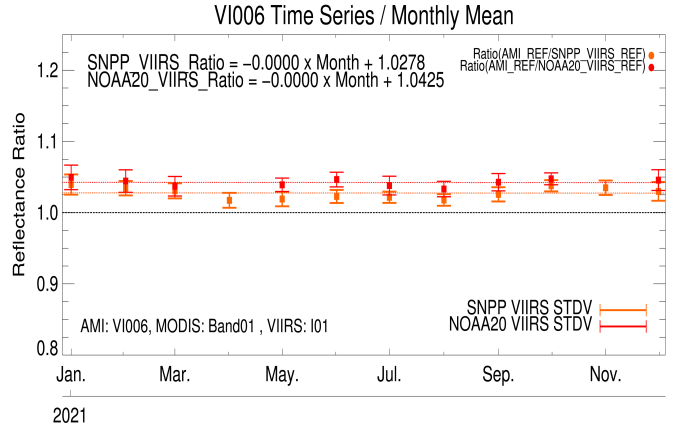 VI006 Time Series / Monthly Mean
SNPP_VIIRS_Ratio = −0.0000 x Month + 1.0278
NOAA20_VIIRS_Ratio = −0.0000 x Month + 1.0425
Ratio(AMI_REF/SNPP_VIIRS_REF)
Ratio(AMI_REF/NOAA20_VIIRS_REF)
Reflectance Ratio
1.2
1.1
1.0
0.9
0.8
SNPP VIIRS STDV
NOAA20 VIIRS STDV
AMI: VI006, MODIS: Band01 , VIIRS: I01
Jan. Mar. May. Jul. Sep. Nov.
2021